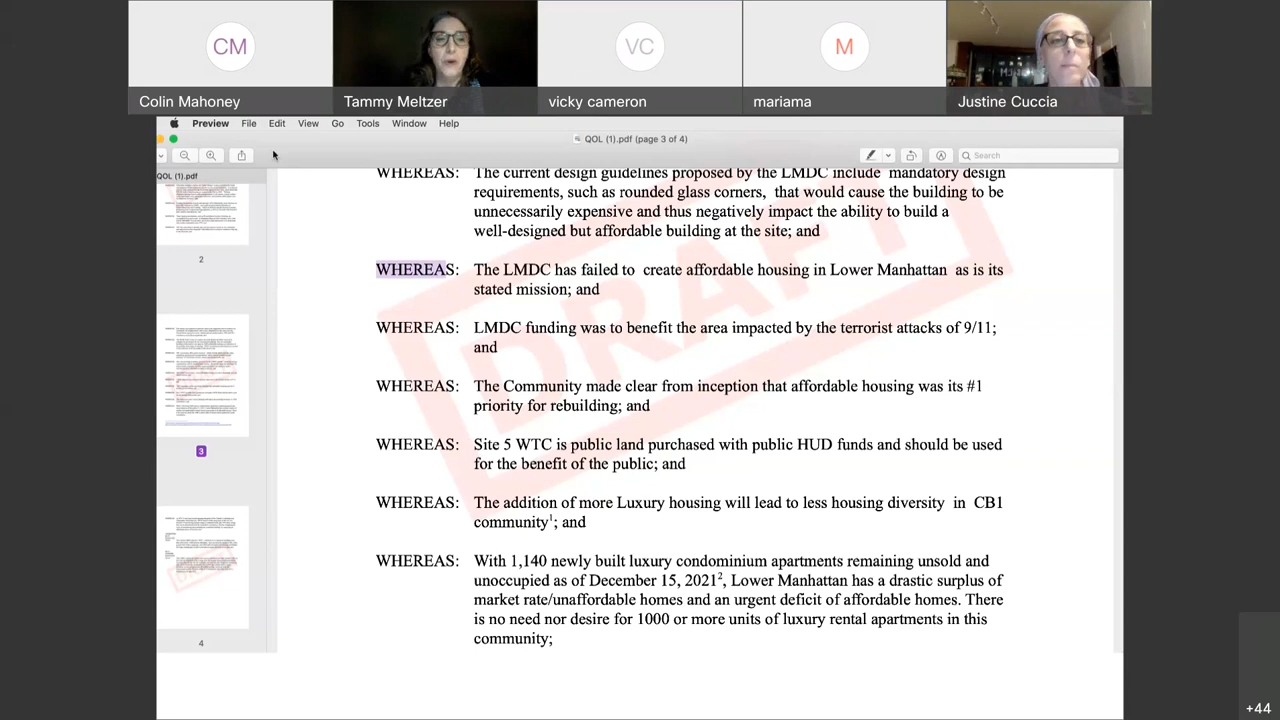 CM
VC
M
Colin Mahoney
Tammy Meltzer
vicky cameron
mariama
Justine Cuccia
Preview File Edit View Go Tools Window Help
QOL (1).pdf (page 3 of 4)
Search
QOL (1).pdf
2
3
4
WHEREAS: The current design guidelines proposed by the LMDC include mandatory design
requirements, such as rounded glass corners, that would cause a building to be
unnecessarily expensive and thus negatively impact the ability to build a
well-designed but affordable building at the site; and
WHEREAS: The LMDC has failed to create affordable housing in Lower Manhattan as is its
stated mission; and
WHEREAS: LMDC funding was to benefit the area impacted by the terrorist attacks of 9/11;
and
WHEREAS: The Community was clear from inception that affordable housing was its #1
priority for rebuilding; and
WHEREAS: Site 5 WTC is public land purchased with public HUD funds and should be used
for the benefit of the public; and
WHEREAS: The addition of more Luxury housing will lead to less housing diversity in CB1
community¹; and
WHEREAS: With newly built luxury condominium apartments remaining unsold and
unoccupied as of December 15, 2021², Lower Manhattan has a drastic surplus of
market rate/unaffordable homes and an urgent deficit of affordable homes. There
is no need nor desire for 1000 or more units of luxury rental apartments in this
community;
+44